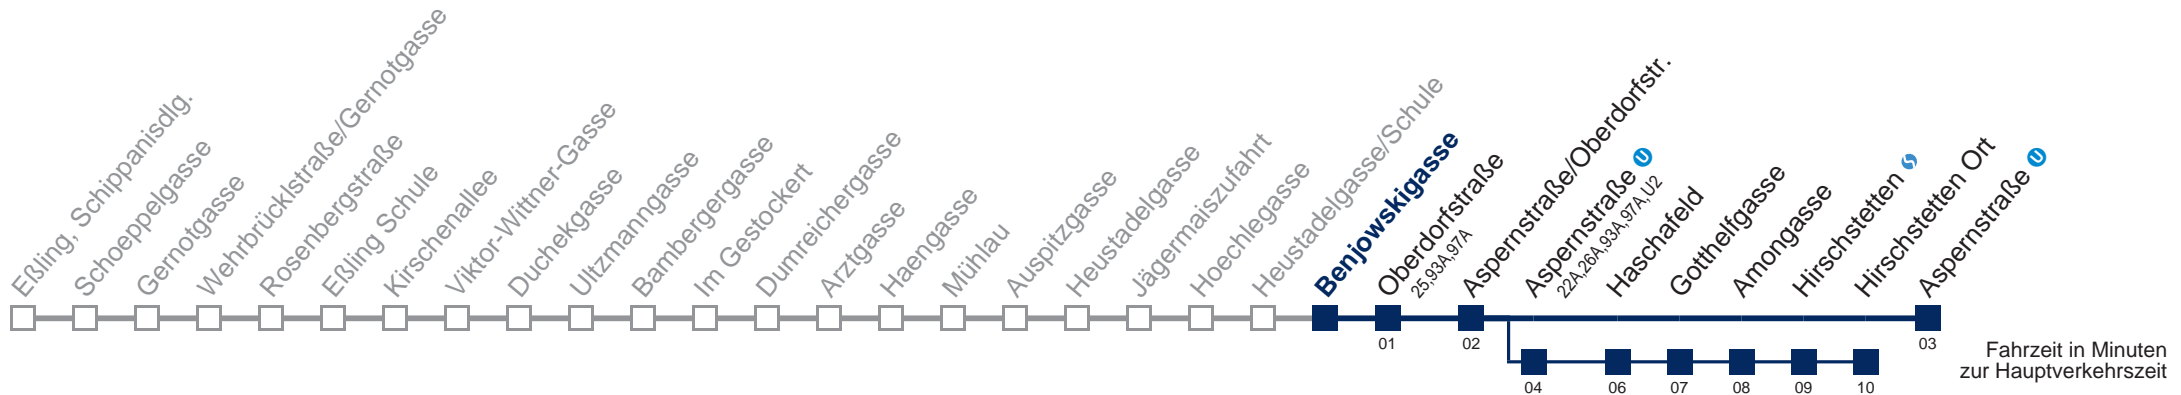 Eßling, Schippanisdlg.
Schoeppelgasse
Gernotgasse
Wehrbrücklstraße/Gernotgasse
Rosenbergstraße
Eßling Schule
Kirschenallee
Viktor-Wittner-Gasse
Duchekgasse
Ultzmanngasse
Bambergergasse
Im Gestockert
Dumreichergasse
Arztgasse
Haengasse
Mühlau
Auspitzgasse
Heustadelgasse
Jägermaiszufahrt
Hoechlegasse
Heustadelgasse/Schule
Benjowskigasse
Oberdorfstraße
25,93A,97A
Aspernstraße/Oberdorfstr.
Aspernstraße U
22A,26A,93A,97A,U2
Haschafeld
Gotthelfgasse
Amongasse
Hirschstetten S
Hirschstetten Ort
Aspernstraße U
01
02
03
04
06
07
08
09
10
Fahrzeit in Minuten
zur Hauptverkehrszeit